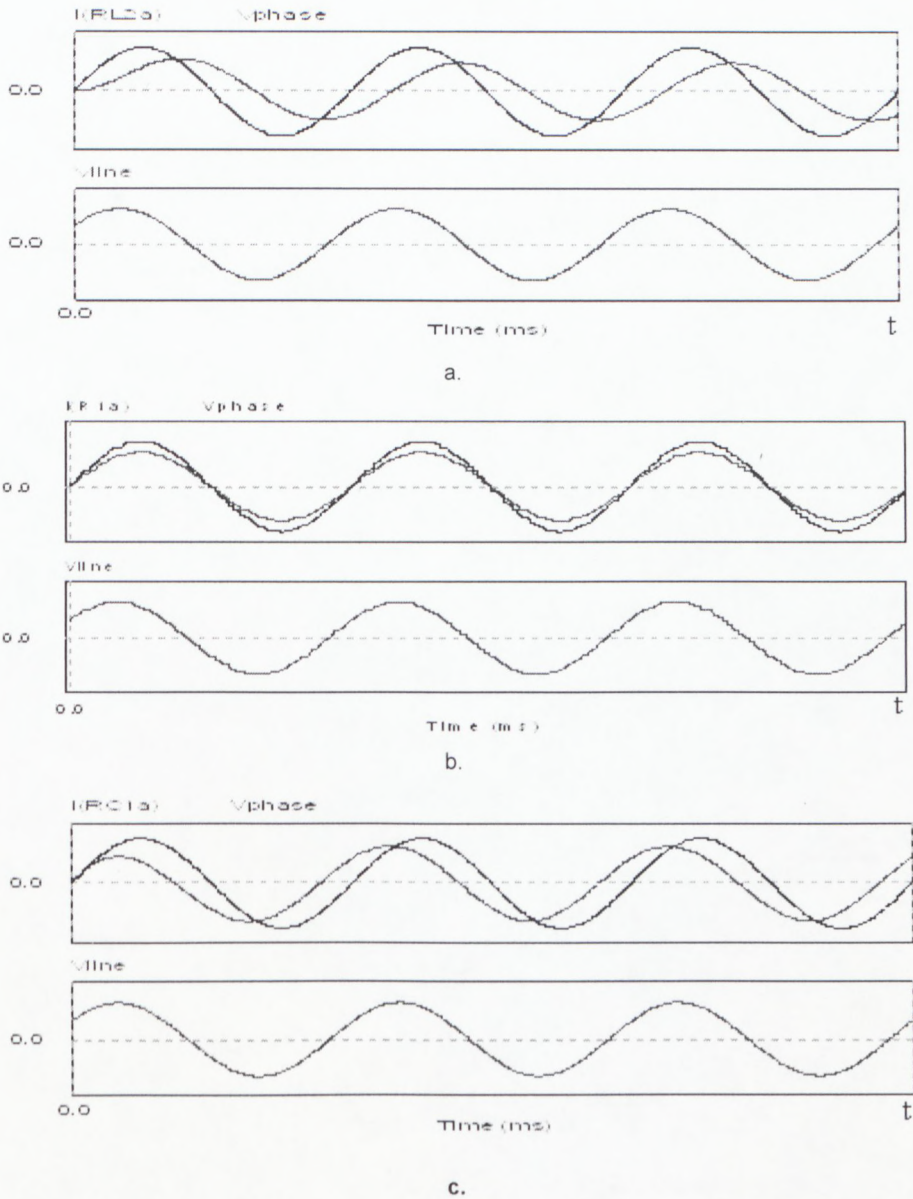 I(RL2a) Vphase
0.0
Vline
0.0
0.0
Time (ms) t
a.
I(R1a) Vphase
0.0
Vline
0.0
0.0
Time (ms) t
b.
I(RC1a) Vphase
0.0
Vline
0.0
0.0
Time (ms) t
c.